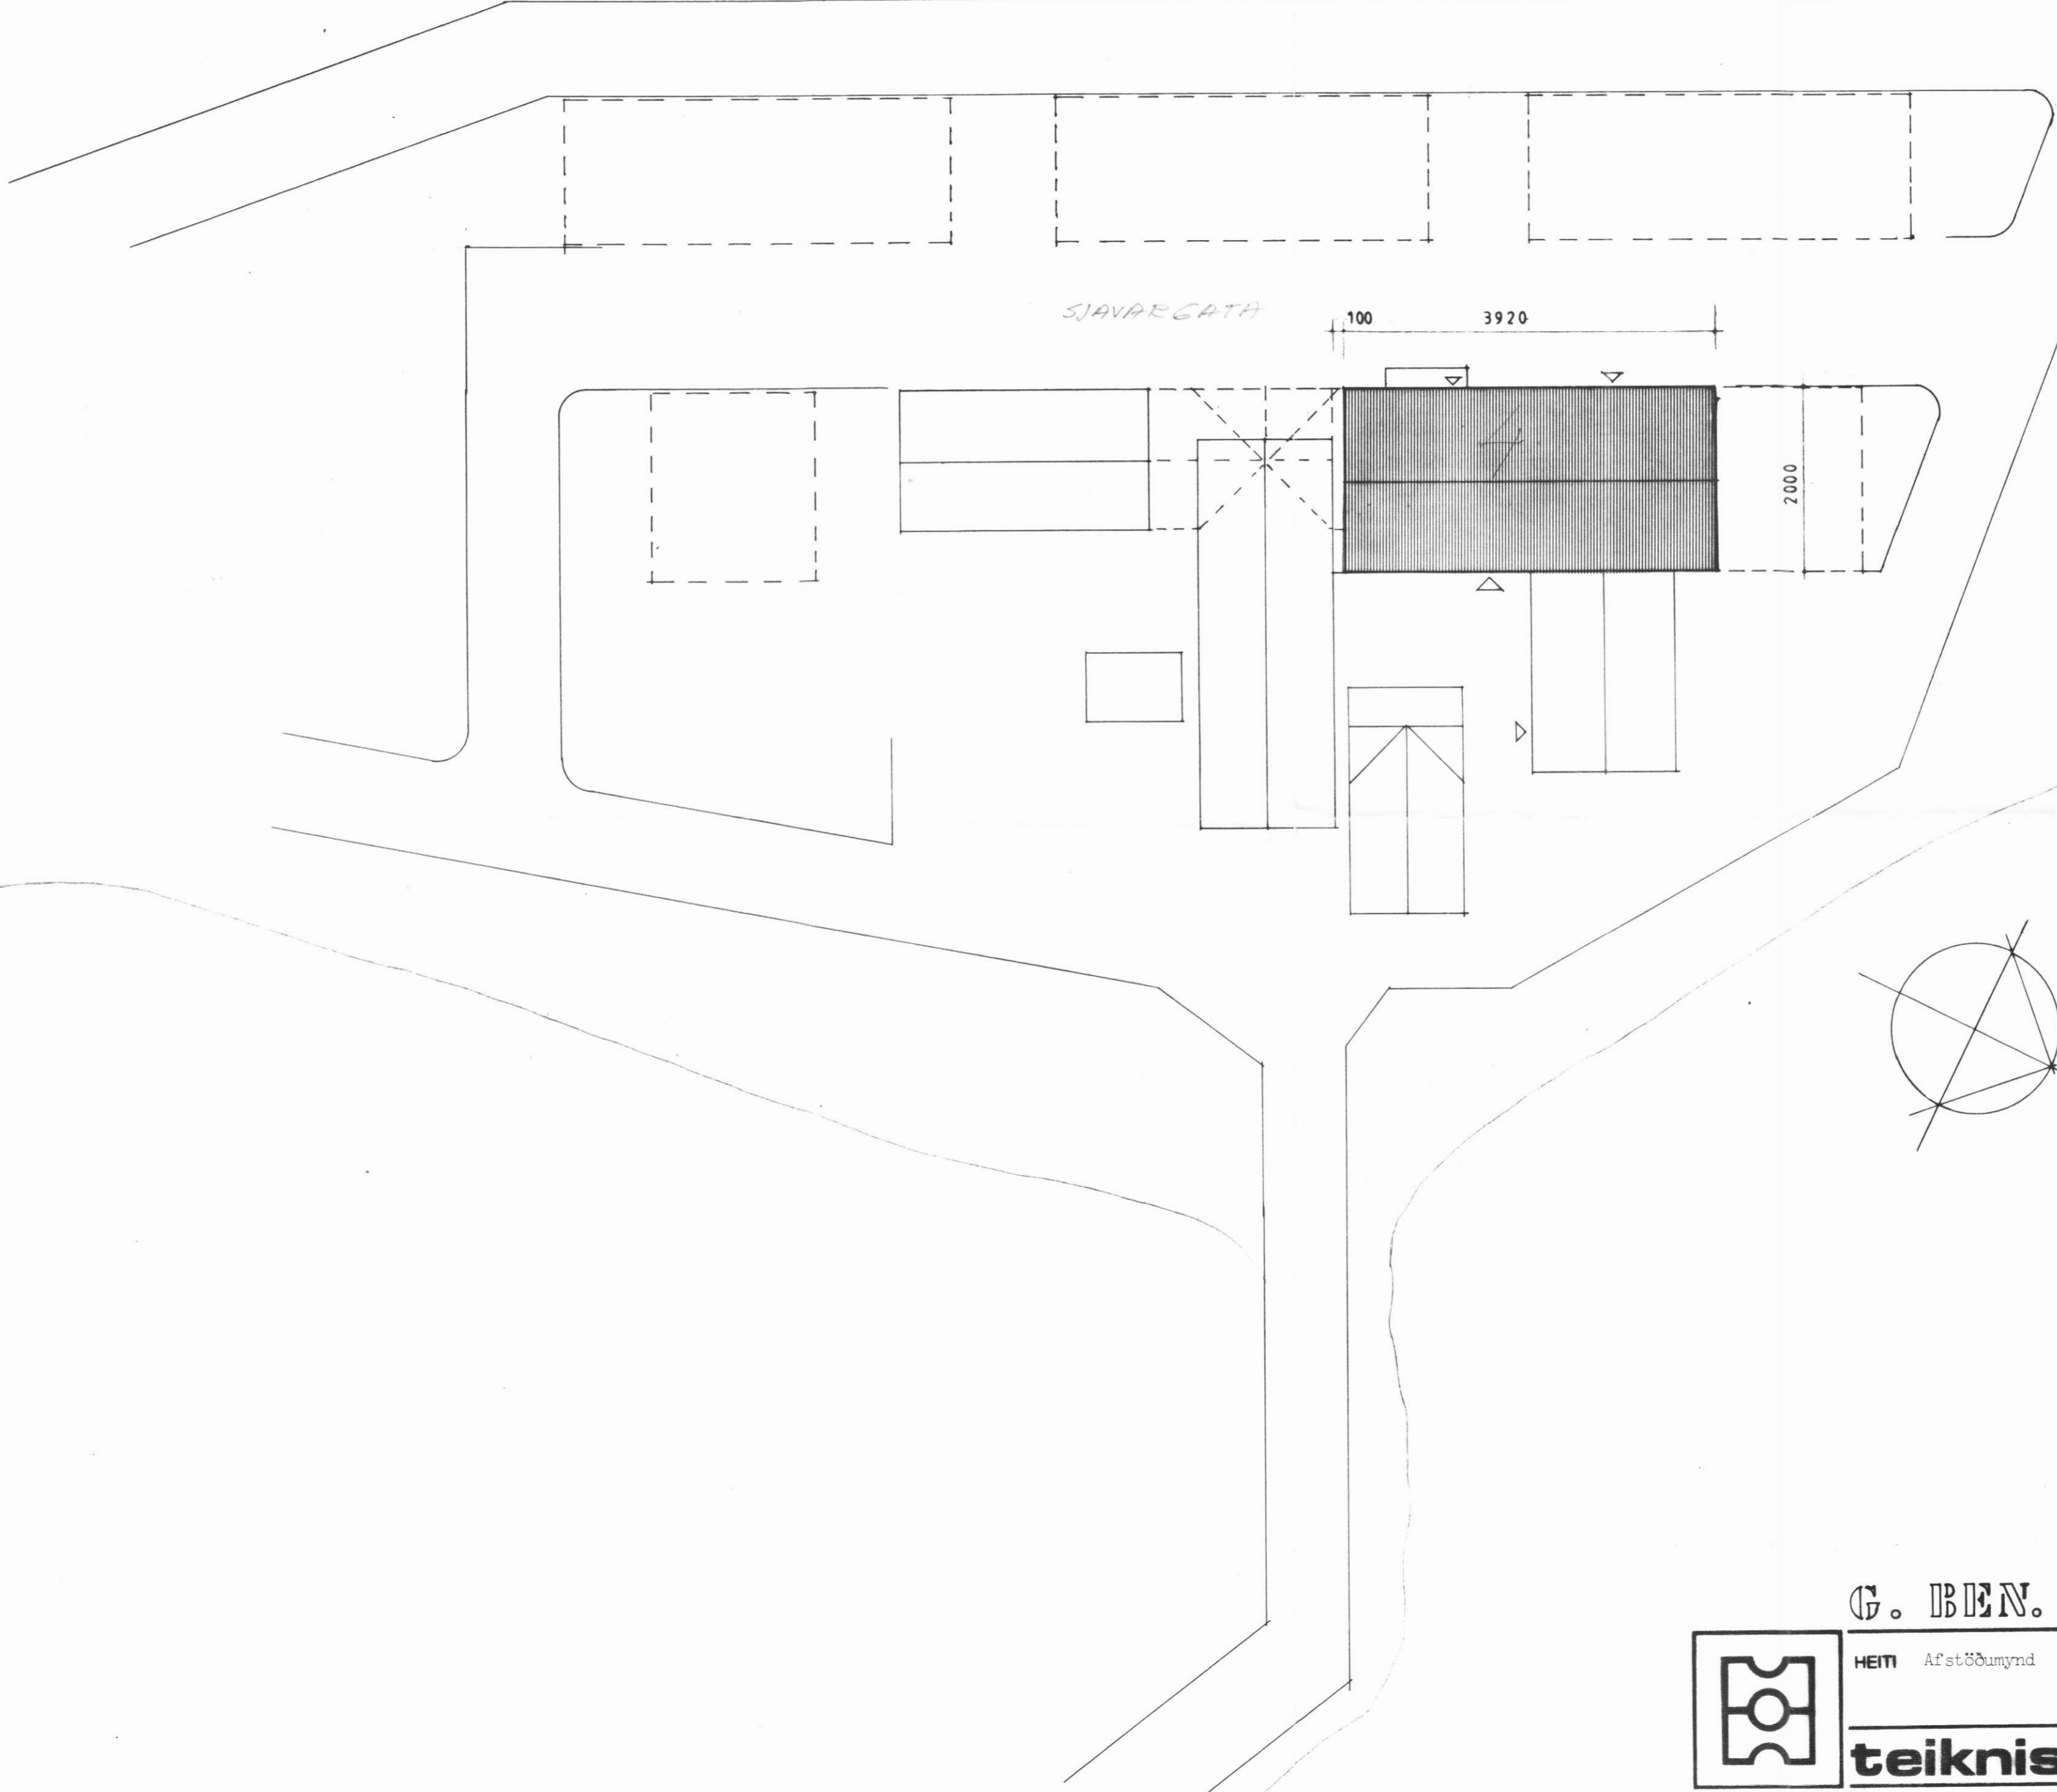 SJAVARGATA
100
3920
4
2000
G. BEN.
HEITI Afstöðumynd
teiknis